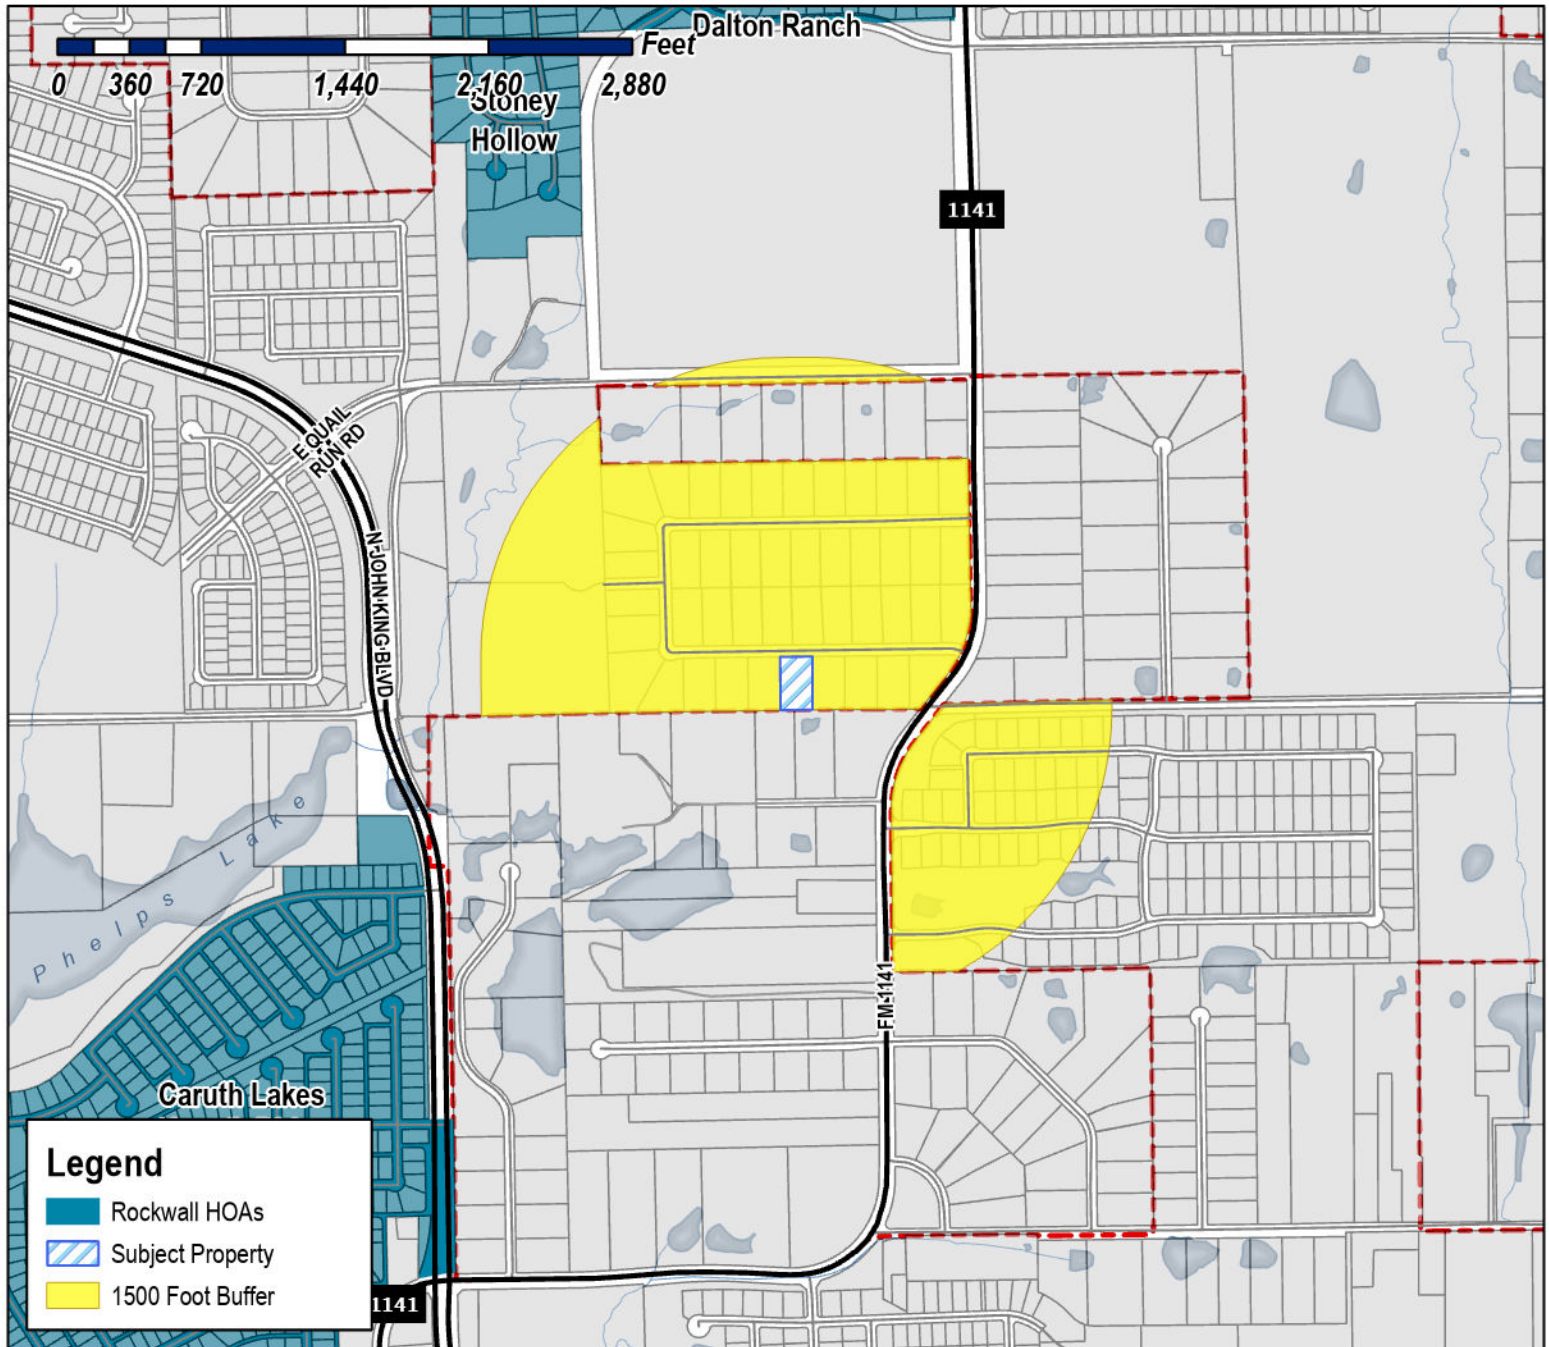 Dalton Ranch
Feet
0 360 720 1,440 2,160 2,880
Stoney
Hollow
1141
E QUAIL
RUN RD
N JOHN KING BLVD
Phelps Lake
FM 1141
Caruth Lakes
Legend
Rockwall HOAs
Subject Property
1500 Foot Buffer
1141